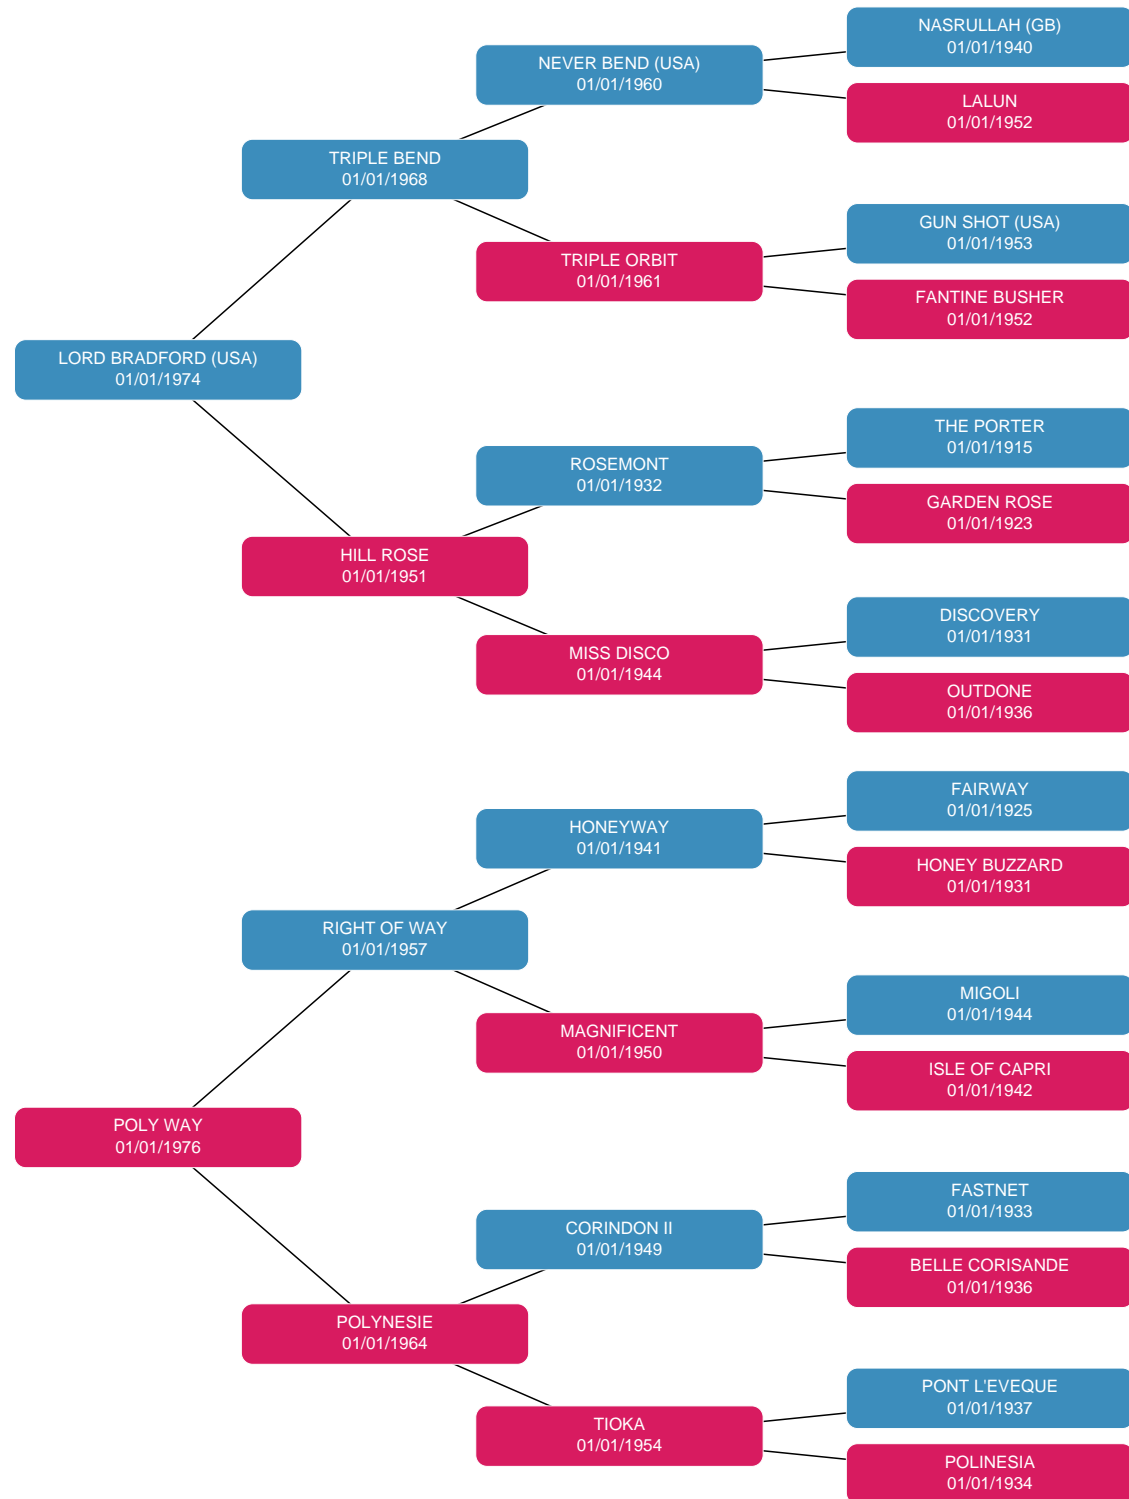 NASRULLAH (GB)
01/01/1940
NEVER BEND (USA)
01/01/1960
LALUN
01/01/1952
TRIPLE BEND
01/01/1968
GUN SHOT (USA)
01/01/1953
TRIPLE ORBIT
01/01/1961
FANTINE BUSHER
01/01/1952
LORD BRADFORD (USA)
01/01/1974
THE PORTER
01/01/1915
ROSEMONT
01/01/1932
GARDEN ROSE
01/01/1923
HILL ROSE
01/01/1951
DISCOVERY
01/01/1931
MISS DISCO
01/01/1944
OUTDONE
01/01/1936
FAIRWAY
01/01/1925
HONEYWAY
01/01/1941
HONEY BUZZARD
01/01/1931
RIGHT OF WAY
01/01/1957
MIGOLI
01/01/1944
MAGNIFICENT
01/01/1950
ISLE OF CAPRI
01/01/1942
POLY WAY
01/01/1976
FASTNET
01/01/1933
CORINDON II
01/01/1949
BELLE CORISANDE
01/01/1936
POLYNESIE
01/01/1964
PONT L'EVEQUE
01/01/1937
TIOKA
01/01/1954
POLINESIA
01/01/1934